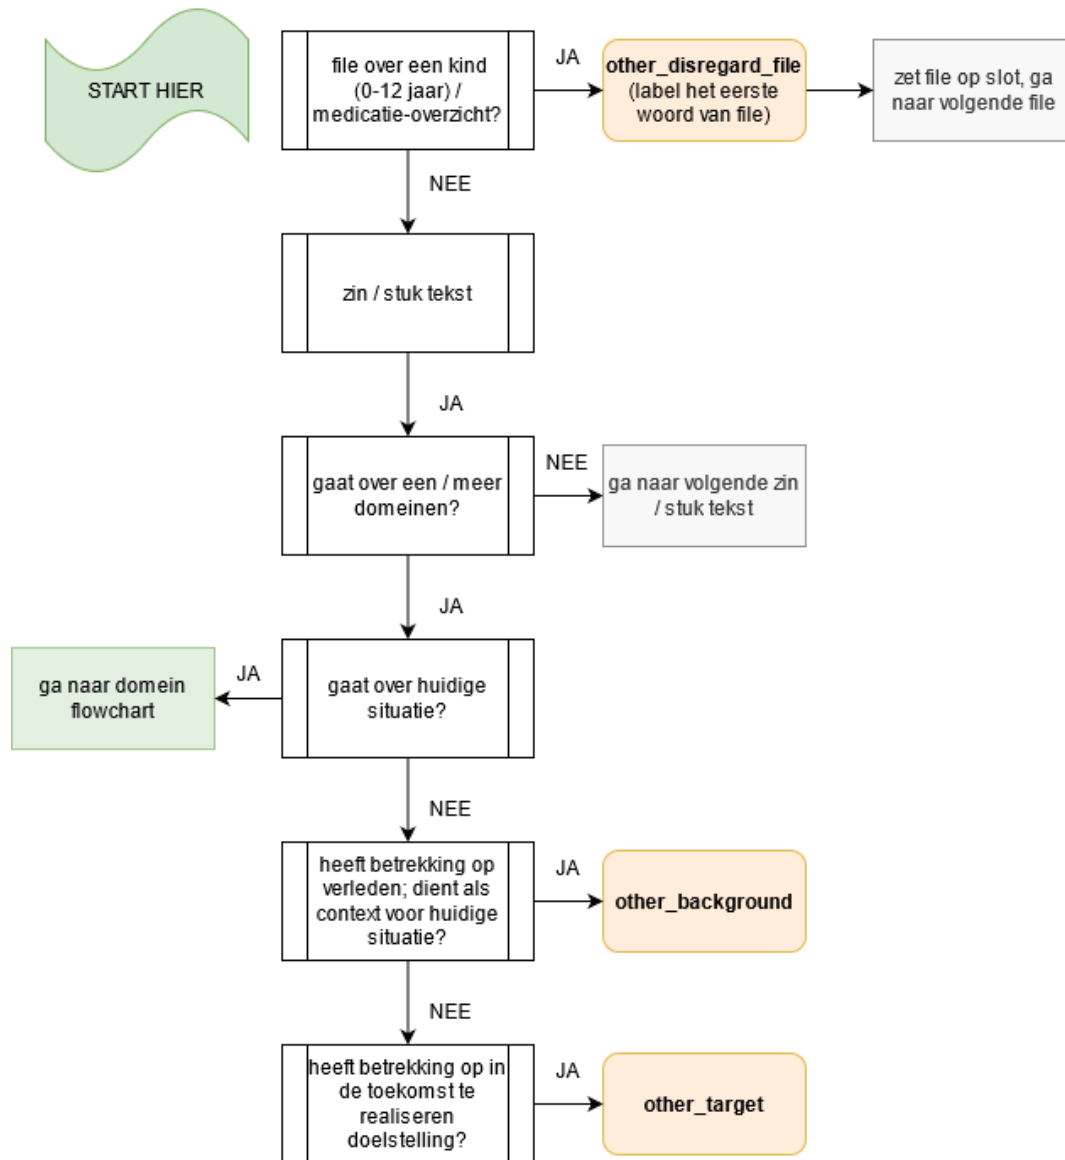 START HIER
file over een kind
(0-12 jaar) /
medicatie-overzicht?
JA
other_disregard_file
(label het eerste
woord van file)
zet file op slot, ga
naar volgende file
NEE
zin / stuk tekst
JA
gaat over een / meer
domeinen?
NEE
ga naar volgende zin
/ stuk tekst
JA
ga naar domein
flowchart
JA
gaat over huidige
situatie?
NEE
heeft betrekking op
verleden; dient als
context voor huidige
situatie?
JA
other_background
NEE
heeft betrekking op in
de toekomst te
realiseren
doelstelling?
JA
other_target